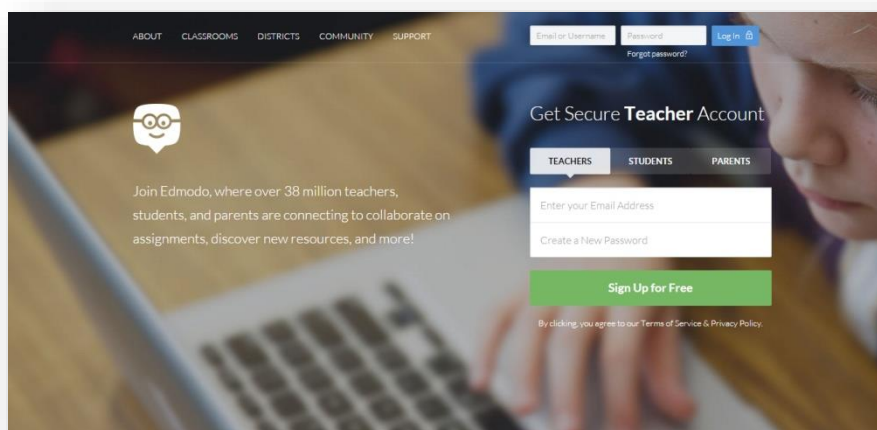 ABOUT CLASSROOMS DISTRICTS COMMUNITY SUPPORT
Email or Username Password Log In
Forgot password?
Get Secure Teacher Account
TEACHERS STUDENTS PARENTS
Join Edmodo, where over 38 million teachers,
students, and parents are connecting to collaborate on
assignments, discover new resources, and more!
Enter your Email Address
Create a New Password
Sign Up for Free
By clicking, you agree to our Terms of Service & Privacy Policy.